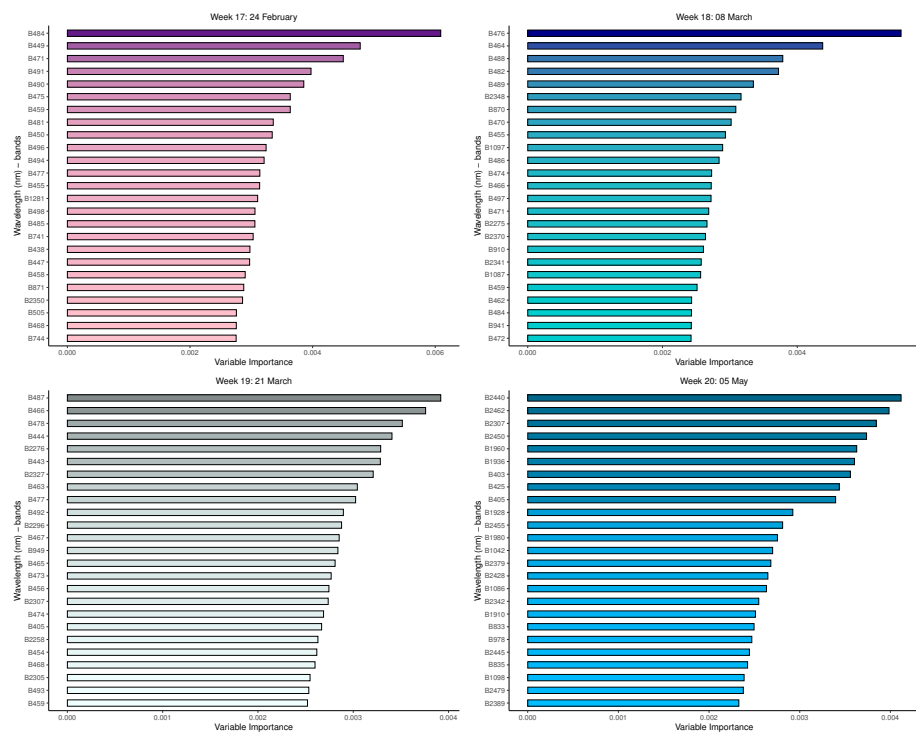 Week 17: 24 February
B484
B449
B471
B491
B490
B475
B459
B481
B450
B496
B494
B477
B455
B1281
B498
B485
B741
B438
B447
B458
B871
B2350
B505
B468
B744
Wavelength (nm) − bands
0.000 0.002 0.004 0.006
Variable Importance
Week 18: 08 March
B476
B464
B488
B482
B489
B2348
B870
B470
B455
B1097
B486
B474
B466
B497
B471
B2275
B2370
B910
B2341
B1087
B459
B462
B484
B941
B472
Wavelength (nm) − bands
0.000 0.002 0.004
Variable Importance
Week 19: 21 March
B487
B466
B478
B444
B2276
B443
B2327
B463
B477
B492
B2296
B467
B949
B465
B473
B456
B2307
B474
B405
B2258
B454
B468
B2305
B493
B459
Wavelength (nm) − bands
0.000 0.001 0.002 0.003 0.004
Variable Importance
Week 20: 05 May
B2440
B2462
B2307
B2450
B1960
B1936
B403
B425
B405
B1928
B2455
B1980
B1042
B2379
B2428
B1086
B2342
B1910
B833
B978
B2445
B835
B1098
B2479
B2389
Wavelength (nm) − bands
0.000 0.001 0.002 0.003 0.004
Variable Importance